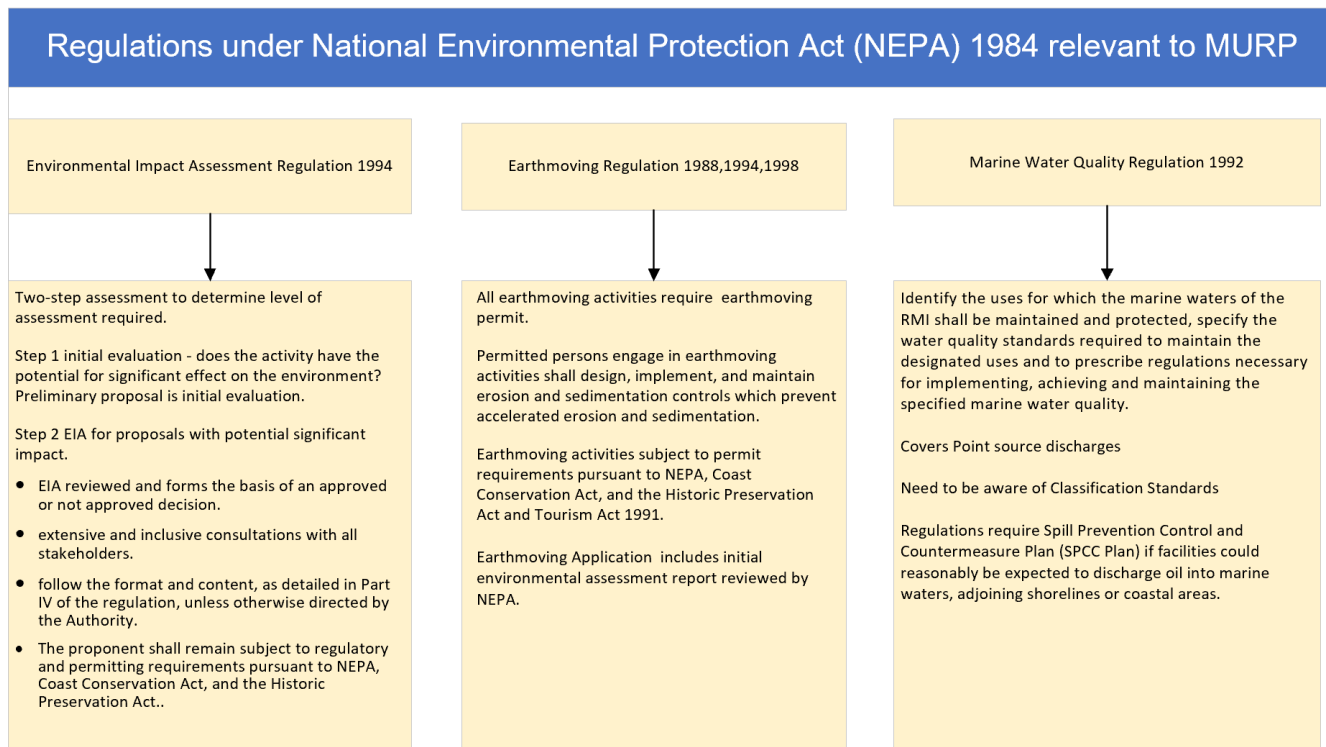 Regulations under National Environmental Protection Act (NEPA) 1984 relevant to MURP
Environmental Impact Assessment Regulation 1994
Two-step assessment to determine level of
assessment required.
Step 1 initial evaluation - does the activity have the
potential for significant effect on the environment?
Preliminary proposal is initial evaluation.
Step 2 EIA for proposals with potential significant
impact.
● EIA reviewed and forms the basis of an approved
or not approved decision.
● extensive and inclusive consultations with all
stakeholders.
● follow the format and content, as detailed in Part
IV of the regulation, unless otherwise directed by
the Authority.
● The proponent shall remain subject to regulatory
and permitting requirements pursuant to NEPA,
Coast Conservation Act, and the Historic
Preservation Act..
Earthmoving Regulation 1988,1994,1998
All earthmoving activities require  earthmoving
permit.
Permitted persons engage in earthmoving
activities shall design, implement, and maintain
erosion and sedimentation controls which prevent
accelerated erosion and sedimentation.
Earthmoving activities subject to permit
requirements pursuant to NEPA, Coast
Conservation Act, and the Historic Preservation
Act and Tourism Act 1991.
Earthmoving Application  includes initial
environmental assessment report reviewed by
NEPA.
Marine Water Quality Regulation 1992
Identify the uses for which the marine waters of the
RMI shall be maintained and protected, specify the
water quality standards required to maintain the
designated uses and to prescribe regulations necessary
for implementing, achieving and maintaining the
specified marine water quality.
Covers Point source discharges
Need to be aware of Classification Standards
Regulations require Spill Prevention Control and
Countermeasure Plan (SPCC Plan) if facilities could
reasonably be expected to discharge oil into marine
waters, adjoining shorelines or coastal areas.